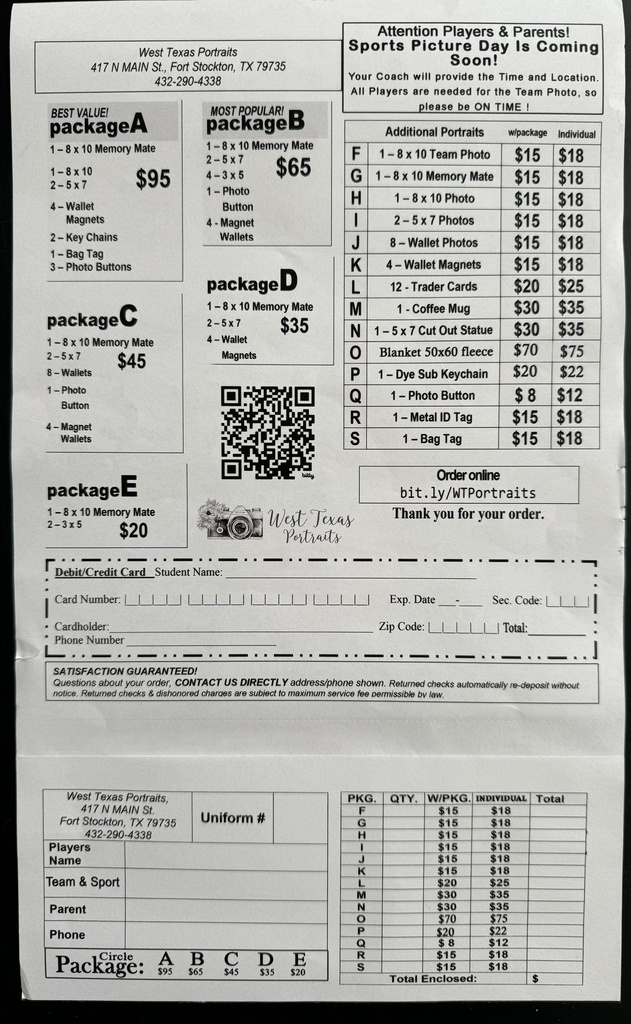 West Texas Portraits
417 N MAIN St., Fort Stockton, TX 79735
432-290-4338
Attention Players & Parents!
Sports Picture Day Is Coming
Soon!
Your Coach will provide the Time and Location.
All Players are needed for the Team Photo, so
please be ON TIME !
BEST VALUE!
packageA
1 – 8 x 10 Memory Mate
1 – 8 x 10
2 – 5 x 7
$95
4 – Wallet
Magnets
2 – Key Chains
1 – Bag Tag
3 – Photo Buttons
MOST POPULAR!
packageB
1 – 8 x 10 Memory Mate
2 – 5 x 7
4 – 3 x 5
$65
1 – Photo
Button
4 - Magnet
Wallets
packageC
1 – 8 x 10 Memory Mate
2 – 5 x 7
$45
8 – Wallets
1 – Photo
Button
4 – Magnet
Wallets
packageD
1 – 8 x 10 Memory Mate
2 – 5 x 7
$35
4 – Wallet
Magnets
packageE
1 – 8 x 10 Memory Mate
2 – 3 x 5
$20
bitly
West Texas
Portraits
Additional Portraits w/package Individual
F 1 – 8 x 10 Team Photo $15 $18
G 1 – 8 x 10 Memory Mate $15 $18
H 1 – 8 x 10 Photo $15 $18
I 2 – 5 x 7 Photos $15 $18
J 8 – Wallet Photos $15 $18
K 4 – Wallet Magnets $15 $18
L 12 - Trader Cards $20 $25
M 1 - Coffee Mug $30 $35
N 1 – 5 x 7 Cut Out Statue $30 $35
O Blanket 50x60 fleece $70 $75
P 1 – Dye Sub Keychain $20 $22
Q 1 – Photo Button $ 8 $12
R 1 – Metal ID Tag $15 $18
S 1 – Bag Tag $15 $18
Order online
bit.ly/WTPortraits
Thank you for your order.
Debit/Credit Card Student Name:
Card Number: Exp. Date - Sec. Code:
Cardholder: Zip Code: Total:
Phone Number
SATISFACTION GUARANTEED!
Questions about your order, CONTACT US DIRECTLY address/phone shown. Returned checks automatically re-deposit without
notice. Returned checks & dishonored charges are subject to maximum service fee permissible by law.
West Texas Portraits,
417 N MAIN St.
Fort Stockton, TX 79735
432-290-4338
Uniform #
Players
Name
Team & Sport
Parent
Phone
Circle
Package: A B C D E
$95 $65 $45 $35 $20
PKG. QTY. W/PKG. INDIVIDUAL Total
F $15 $18
G $15 $18
H $15 $18
I $15 $18
J $15 $18
K $15 $18
L $20 $25
M $30 $35
N $30 $35
O $70 $75
P $20 $22
Q $ 8 $12
R $15 $18
S $15 $18
Total Enclosed: $